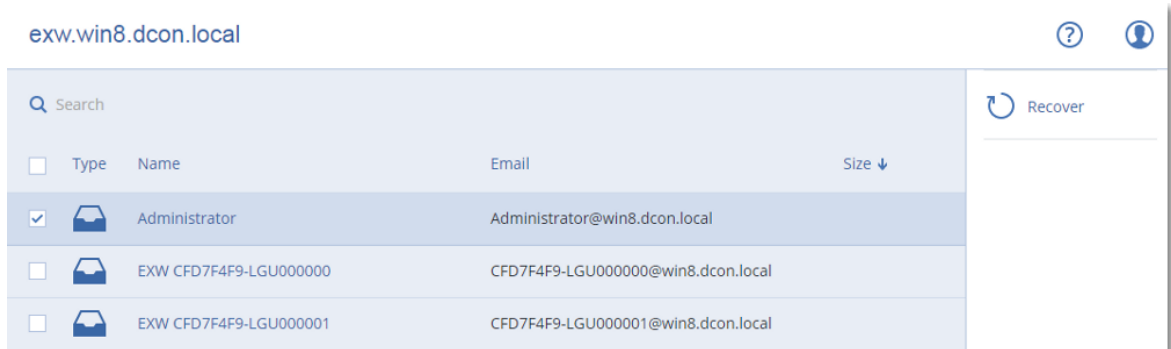 exw.win8.dcon.local
Search
Recover
Type Name Email Size
Administrator Administrator@win8.dcon.local
EXW CFD7F4F9-LGU000000 CFD7F4F9-LGU000000@win8.dcon.local
EXW CFD7F4F9-LGU000001 CFD7F4F9-LGU000001@win8.dcon.local